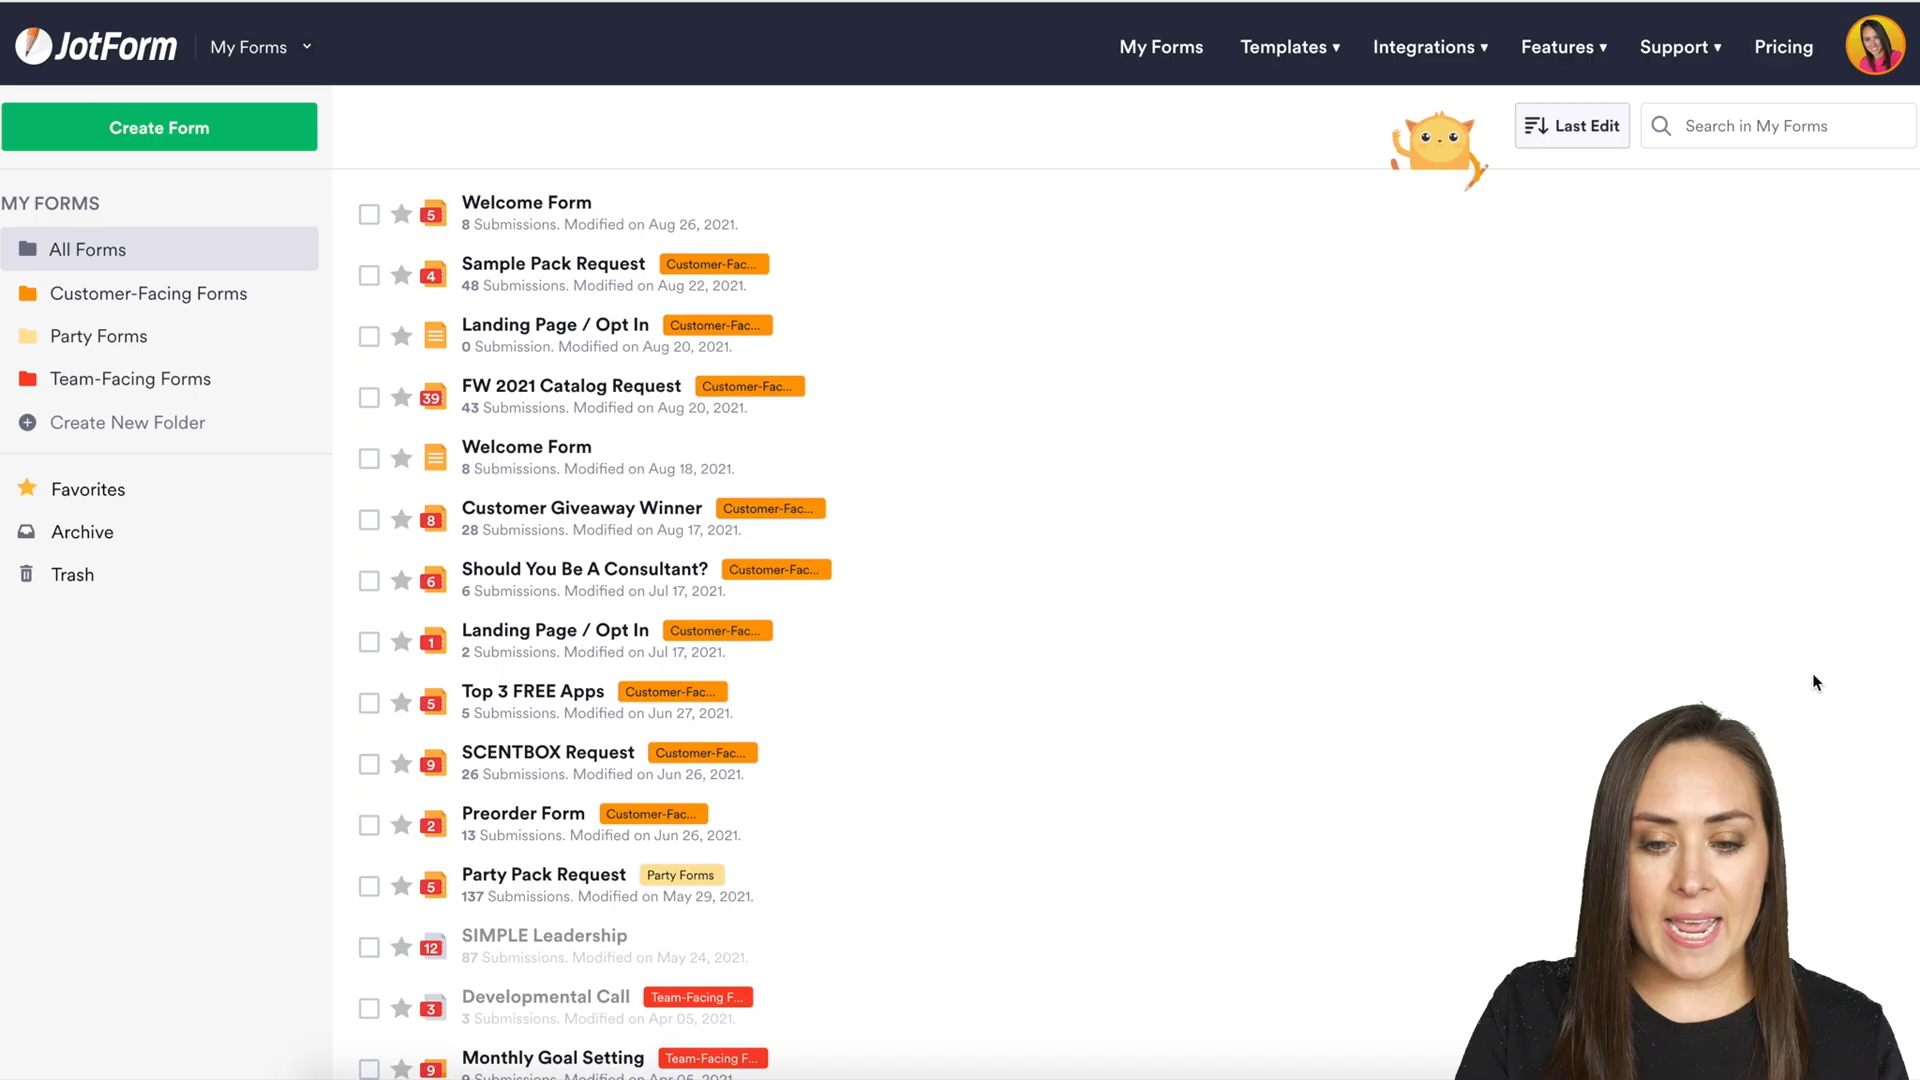 JotForm
My Forms
My Forms
Templates ▾
Integrations ▾
Features ▾
Support ▾
Pricing
Create Form
Last Edit
Search in My Forms
MY FORMS
All Forms
Customer-Facing Forms
Party Forms
Team-Facing Forms
Create New Folder
Favorites
Archive
Trash
5
Welcome Form
8 Submissions. Modified on Aug 26, 2021.
4
Sample Pack Request
Customer-Fac...
48 Submissions. Modified on Aug 22, 2021.
Landing Page / Opt In
Customer-Fac...
0 Submission. Modified on Aug 20, 2021.
39
FW 2021 Catalog Request
Customer-Fac...
43 Submissions. Modified on Aug 20, 2021.
Welcome Form
8 Submissions. Modified on Aug 18, 2021.
8
Customer Giveaway Winner
Customer-Fac...
28 Submissions. Modified on Aug 17, 2021.
6
Should You Be A Consultant?
Customer-Fac...
6 Submissions. Modified on Jul 17, 2021.
1
Landing Page / Opt In
Customer-Fac...
2 Submissions. Modified on Jul 17, 2021.
5
Top 3 FREE Apps
Customer-Fac...
5 Submissions. Modified on Jun 27, 2021.
9
SCENTBOX Request
Customer-Fac...
26 Submissions. Modified on Jun 26, 2021.
2
Preorder Form
Customer-Fac...
13 Submissions. Modified on Jun 26, 2021.
5
Party Pack Request
Party Forms
137 Submissions. Modified on May 29, 2021.
12
SIMPLE Leadership
87 Submissions. Modified on May 24, 2021.
3
Developmental Call
Team-Facing F...
3 Submissions. Modified on Apr 05, 2021.
9
Monthly Goal Setting
Team-Facing F...
9 Submissions. Modified on Apr 05, 2021.